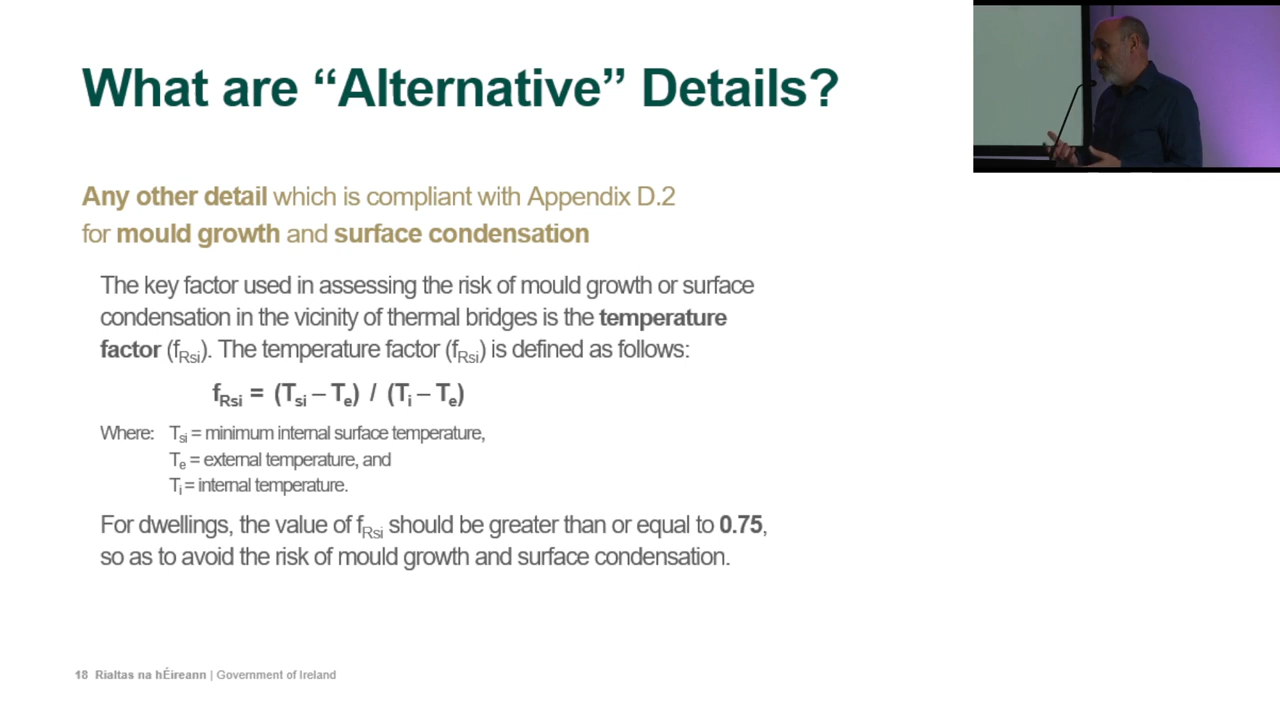 What are “Alternative” Details?
Any other detail which is compliant with Appendix D.2
for mould growth and surface condensation
The key factor used in assessing the risk of mould growth or surface
condensation in the vicinity of thermal bridges is the temperature
factor (fRsi). The temperature factor (fRsi) is defined as follows:
fRsi = (Tsi – Te) / (Ti – Te)
Where: Tsi = minimum internal surface temperature,
Te = external temperature, and
Ti = internal temperature.
For dwellings, the value of fRsi should be greater than or equal to 0.75,
so as to avoid the risk of mould growth and surface condensation.
18 Rialtas na hÉireann | Government of Ireland